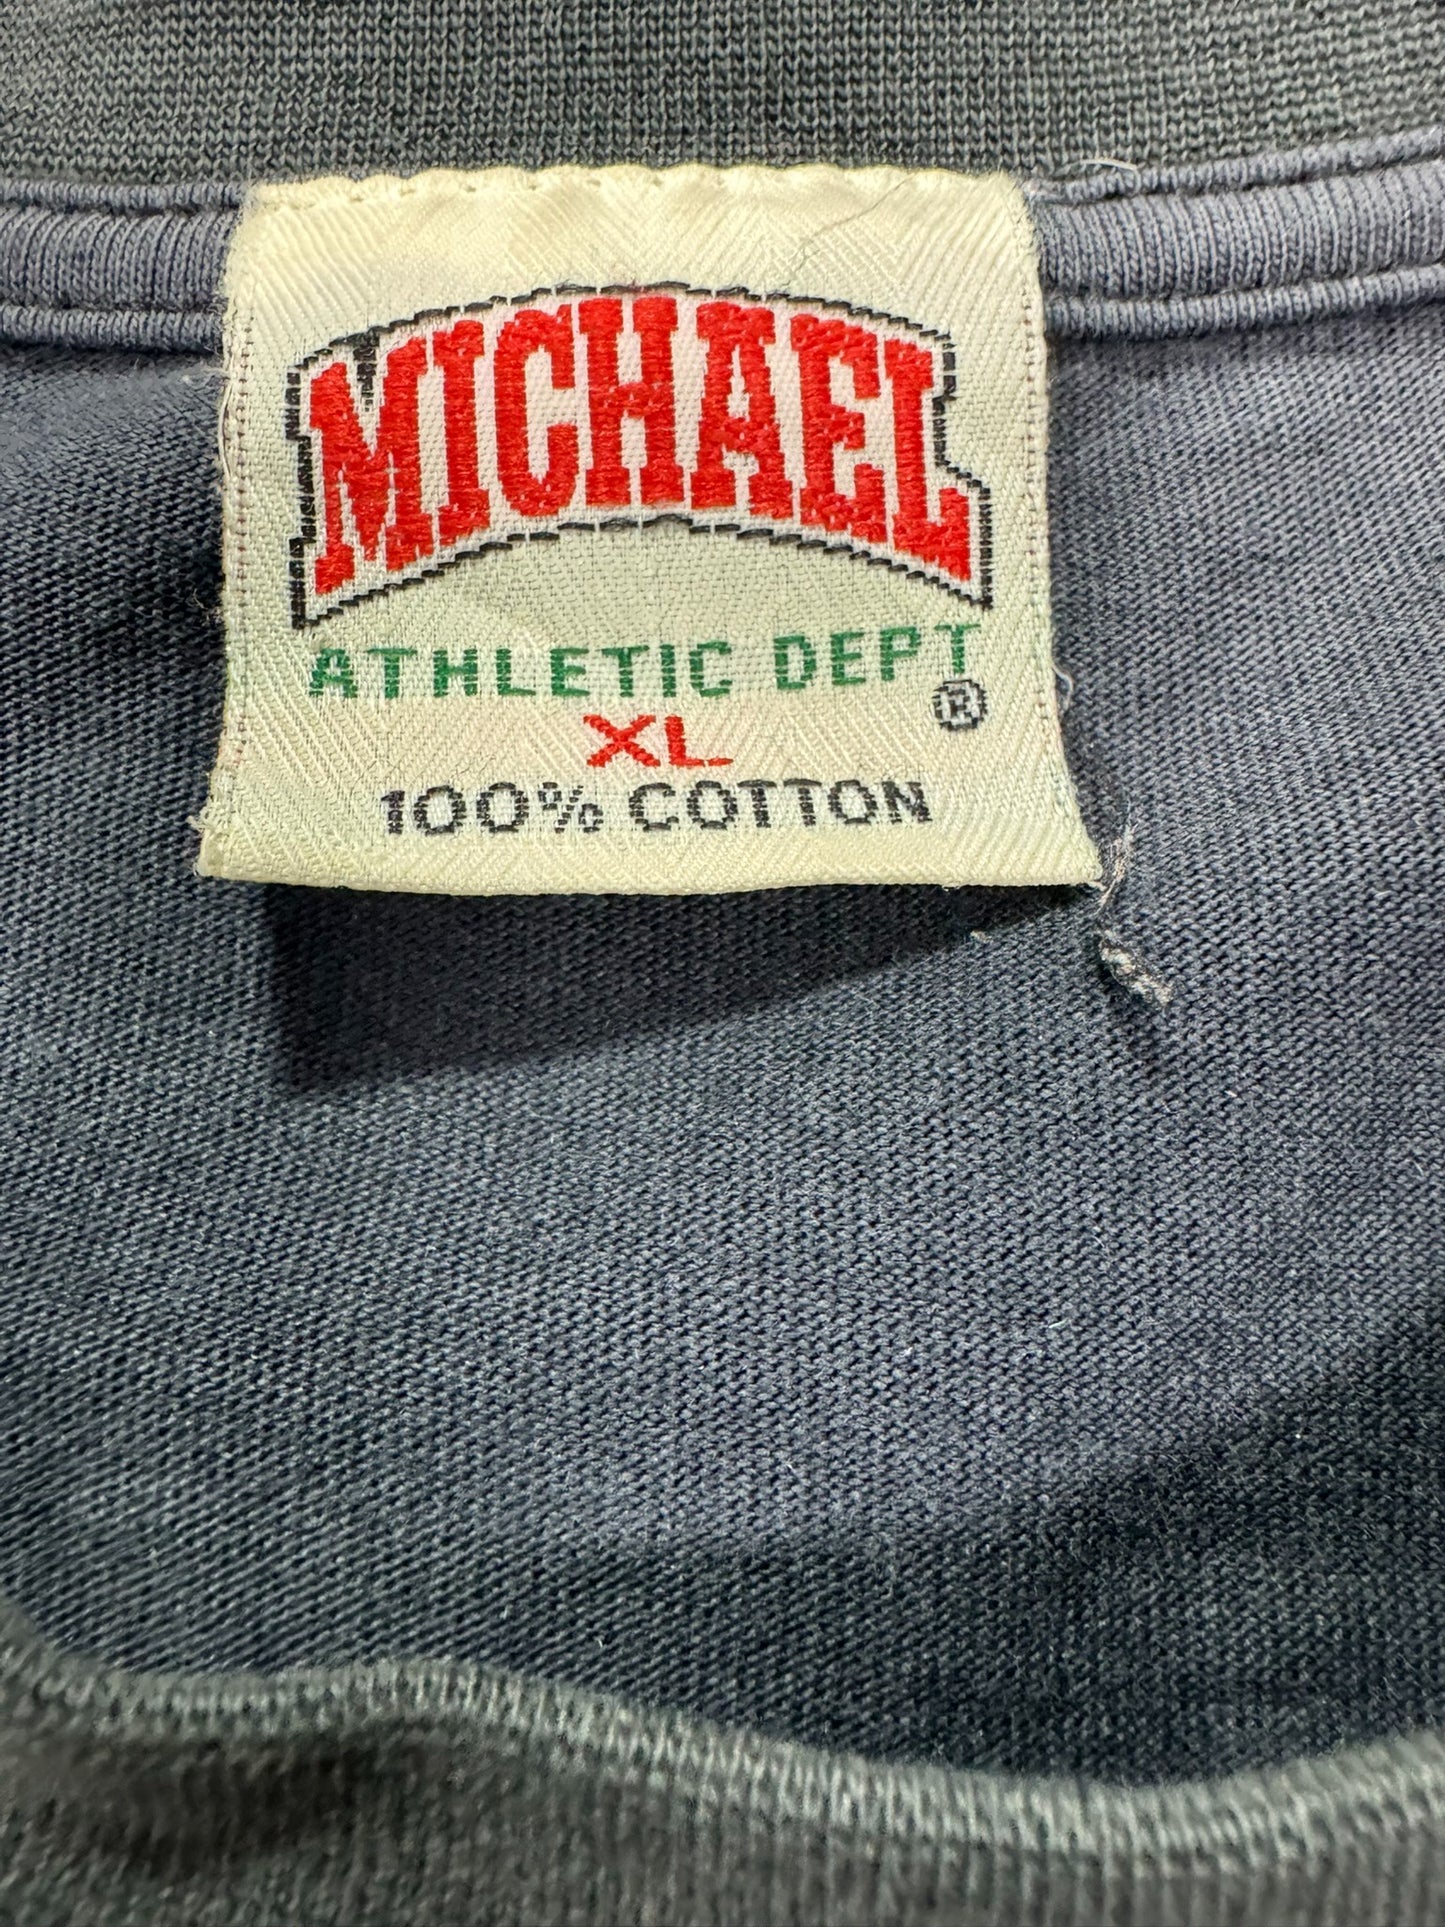 MICHAEL
ATHLETIC DEPT
®
XL
100% COTTON